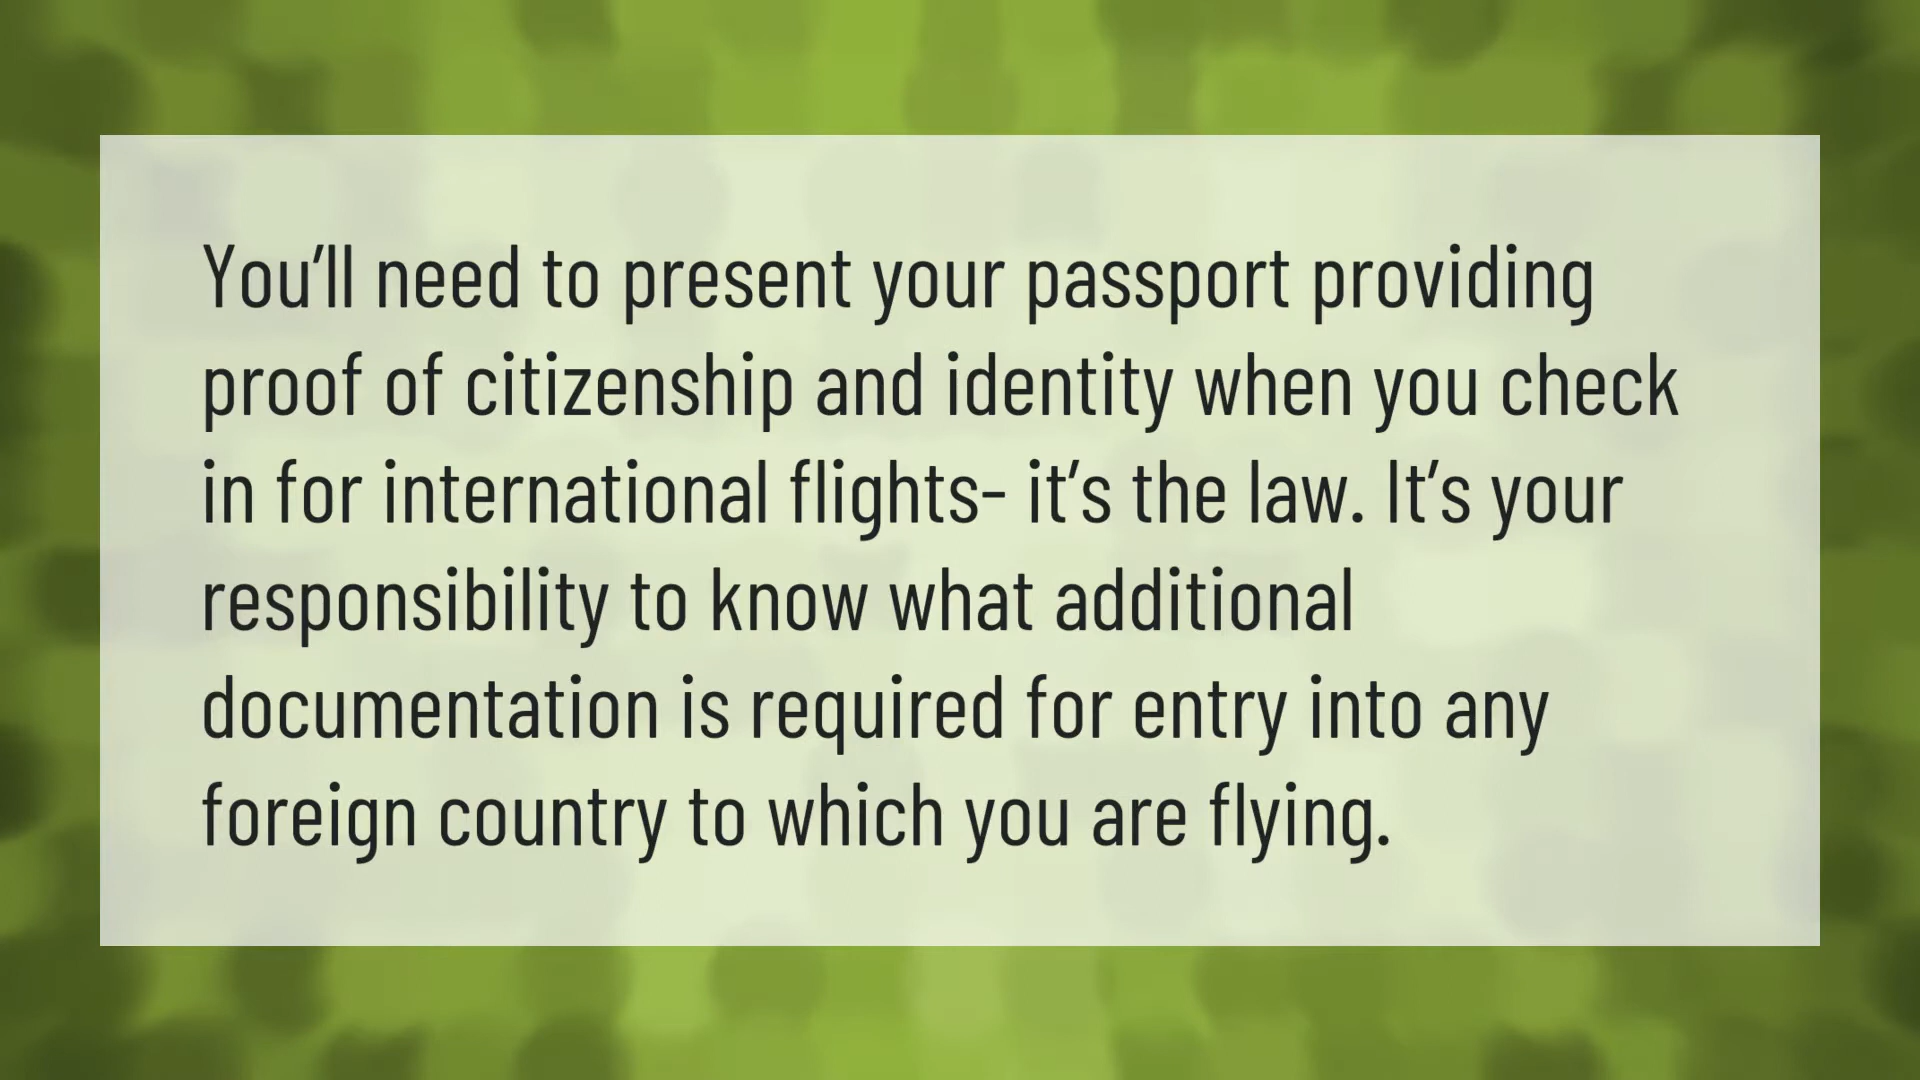 You’ll need to present your passport providing
proof of citizenship and identity when you check
in for international flights- it’s the law. It’s your
responsibility to know what additional
documentation is required for entry into any
foreign country to which you are flying.